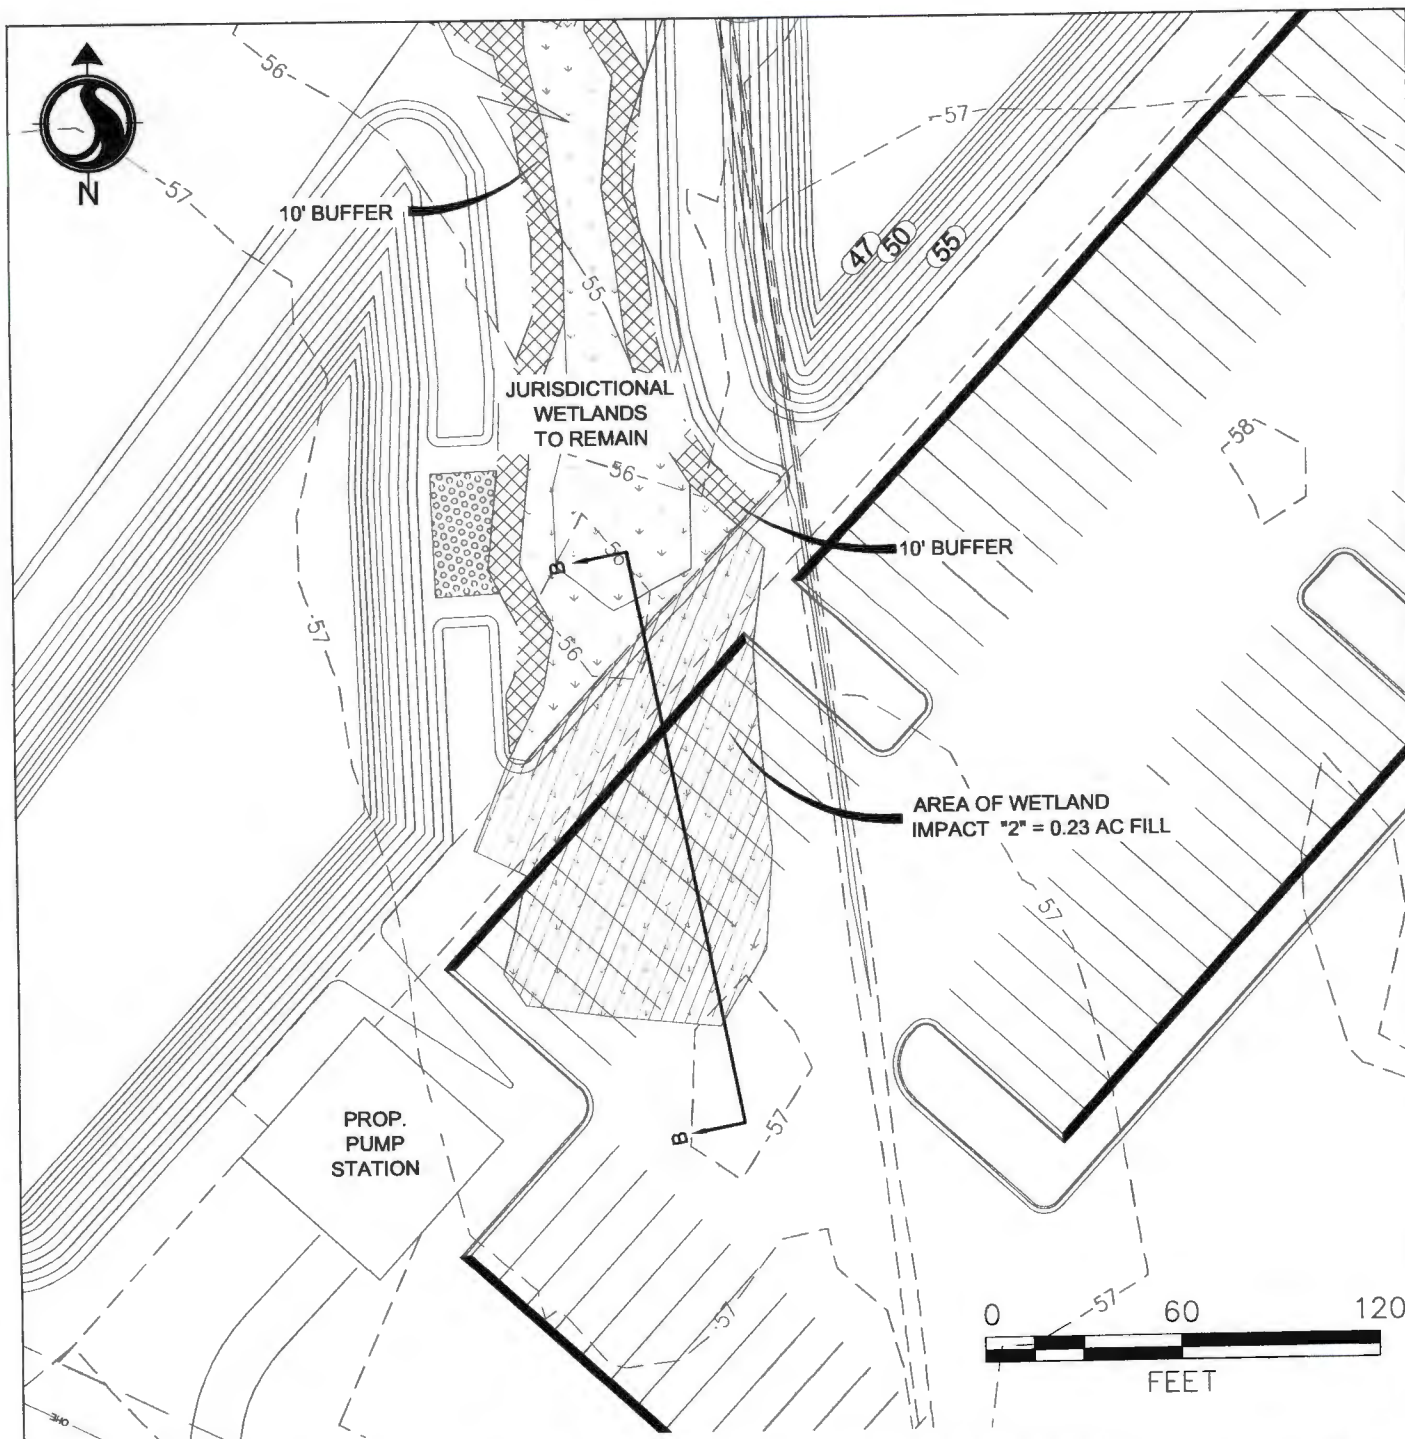 56
57
57
N
10' BUFFER
47
50
55
55
JURISDICTIONAL
WETLANDS
TO REMAIN
56
58
56
B
10' BUFFER
57
56
AREA OF WETLAND
IMPACT "2" = 0.23 AC FILL
57
PROP.
PUMP
STATION
B
57
57
57
0 60 120
FEET
OHE